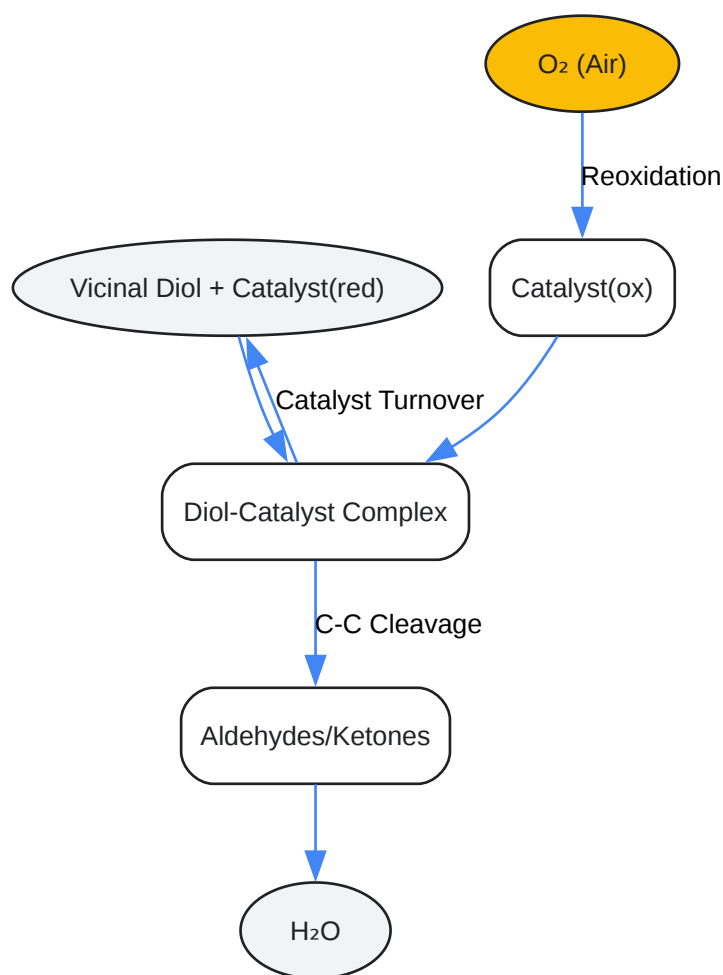 O₂ (Air)
Reoxidation
Vicinal Diol + Catalyst(red)
Catalyst(ox)
Catalyst Turnover
Diol-Catalyst Complex
C-C Cleavage
Aldehydes/Ketones
H₂O